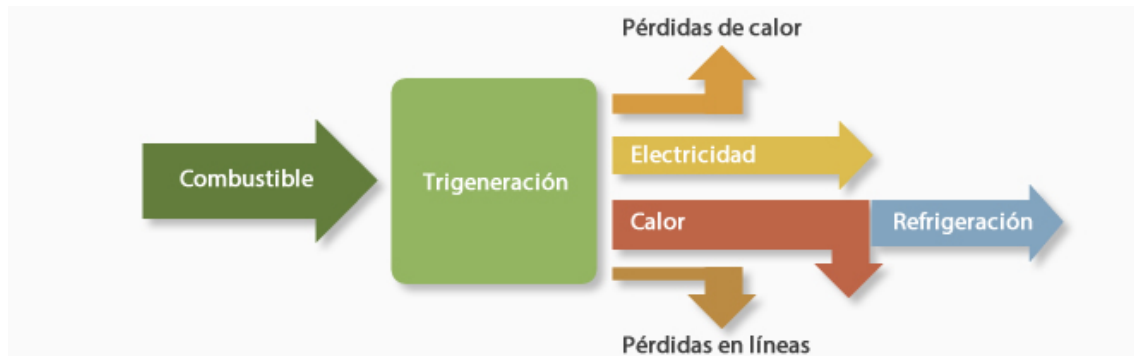 Pérdidas de calor
Combustible
Trigeneración
Electricidad
Calor
Refrigeración
Pérdidas en líneas